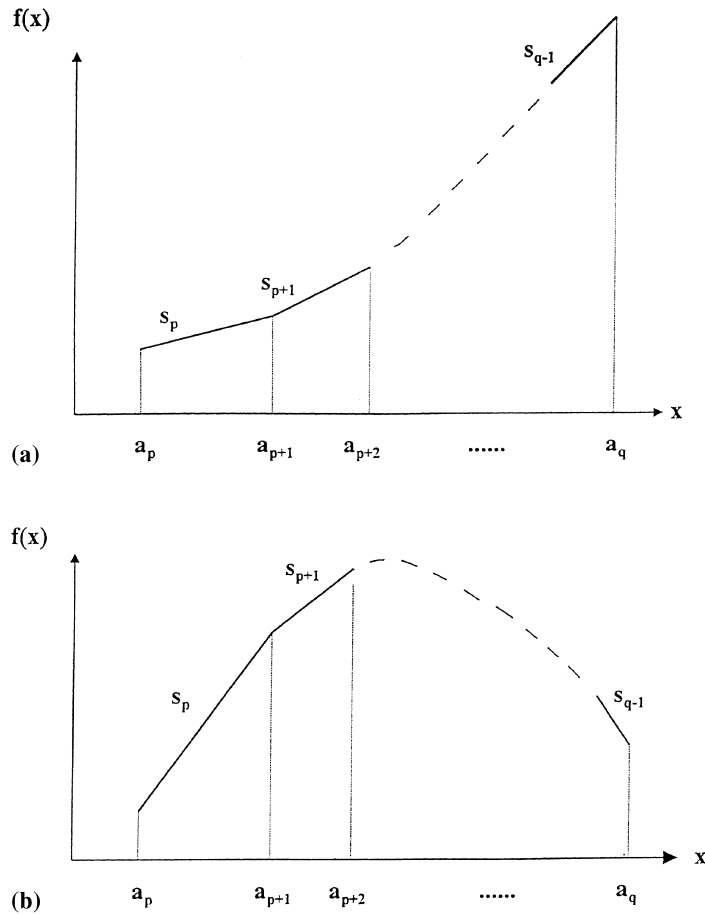 f(x)
s_{q-1}
s_{p+1}
s_p
x
a_p a_{p+1} a_{p+2} ...... a_q
(a)
f(x)
s_{p+1}
s_p
s_{q-1}
x
a_p a_{p+1} a_{p+2} ...... a_q
(b)